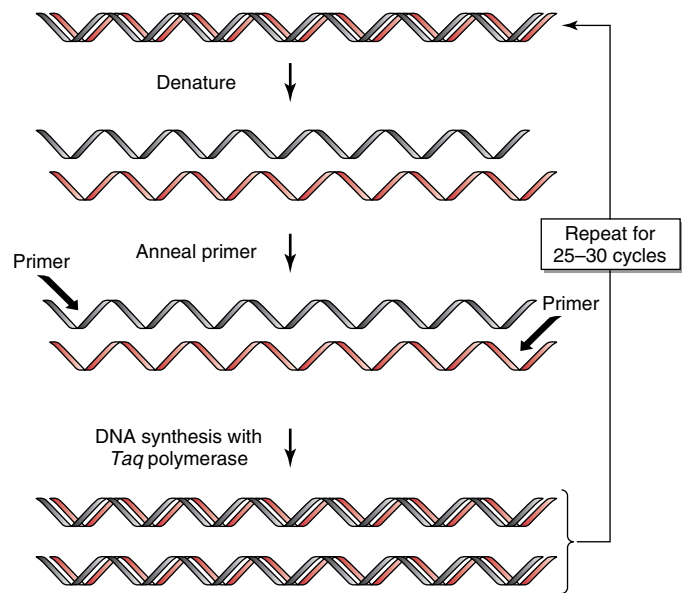 Denature
Anneal primer
Repeat for
25–30 cycles
Primer
Primer
DNA synthesis with
Taq polymerase